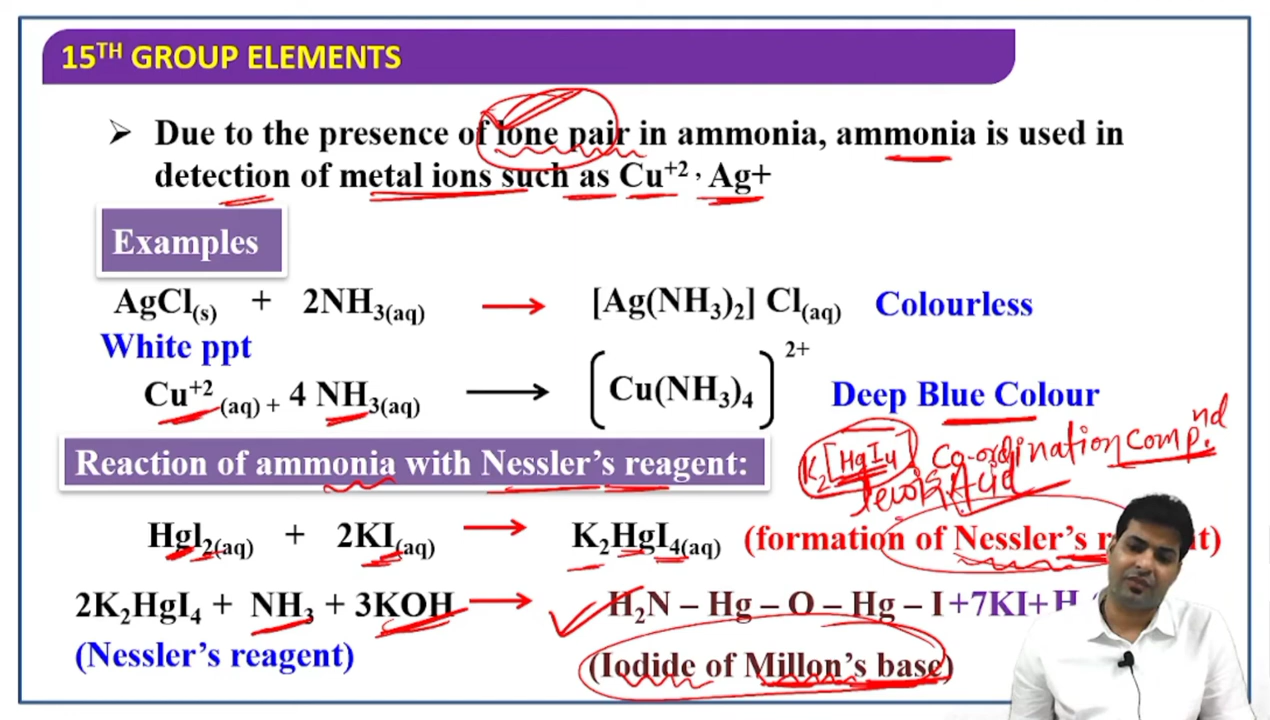 15TH GROUP ELEMENTS
➢ Due to the presence of lone pair in ammonia, ammonia is used in
detection of metal ions such as Cu⁺², Ag+
Examples
AgCl₍s₎ + 2NH₃(aq) → [Ag(NH₃)₂] Cl(aq) Colourless
White ppt
Cu⁺² (aq) + 4 NH₃(aq) → [Cu(NH₃)₄]²⁺ Deep Blue Colour
K₂[HgI₄] Co-ordination compnd.
Lewis Acid
Reaction of ammonia with Nessler's reagent:
HgI₂(aq) + 2KI(aq) → K₂HgI₄(aq) (formation of Nessler's
2K₂HgI₄ + NH₃ + 3KOH → H₂N – Hg – O – Hg – I +7KI+
(Nessler's reagent) (Iodide of Millon's base)